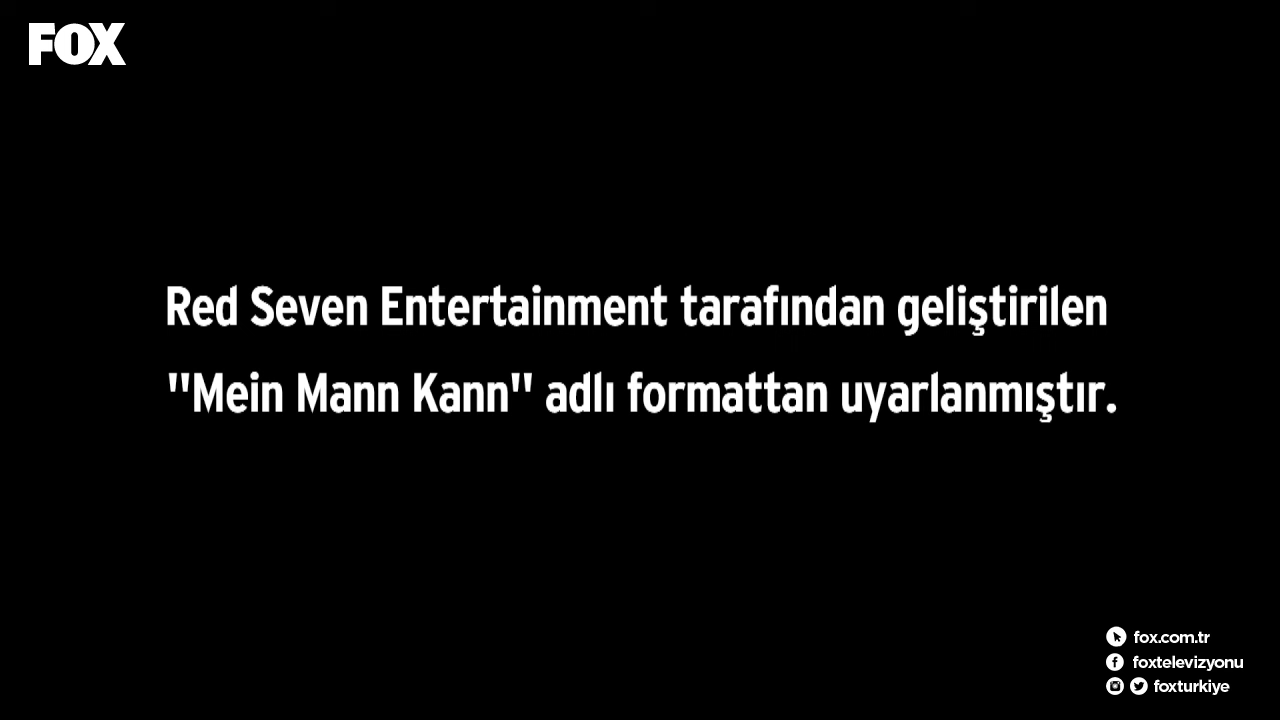 FOX
Red Seven Entertainment tarafından geliştirilen
"Mein Mann Kann" adlı formattan uyarlanmıştır.
fox.com.tr
foxtelevizyonu
foxturkiye